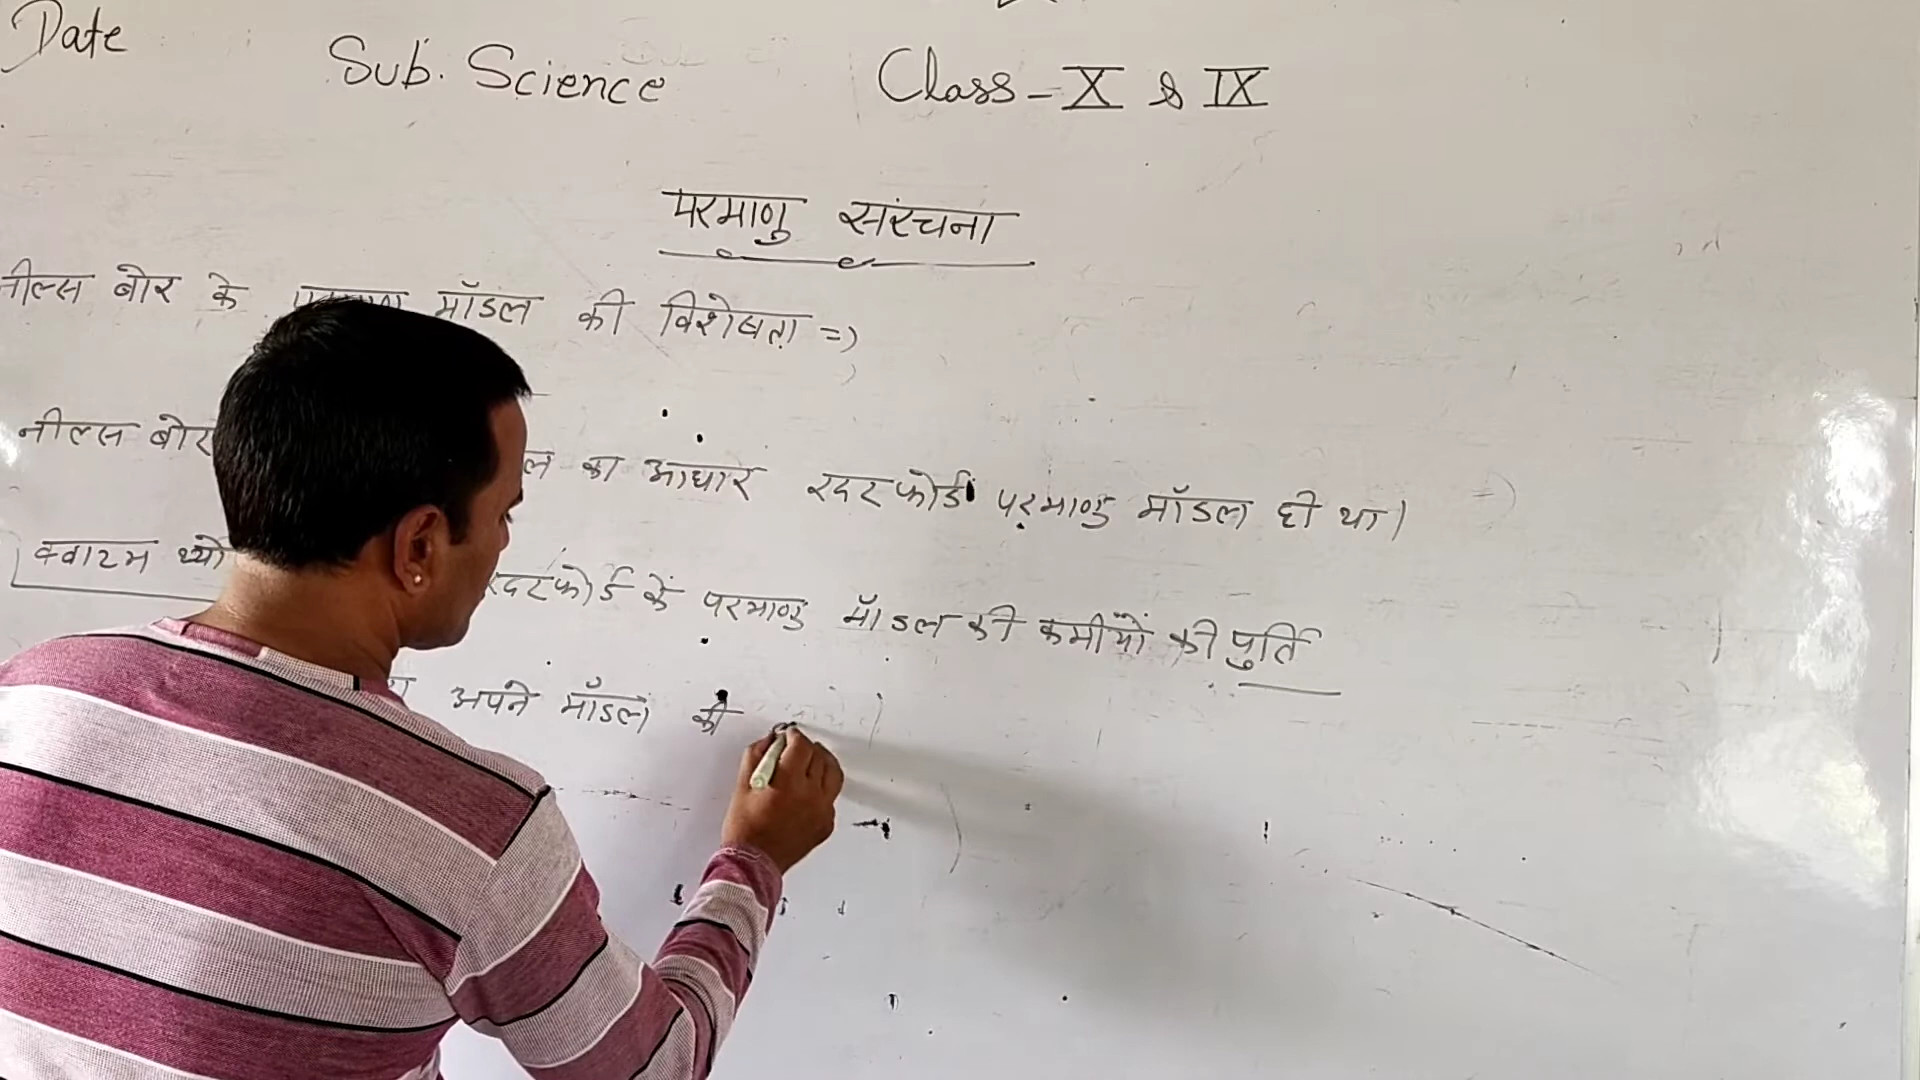 Date Sub. Science Class - X & IX
परमाणु संरचना
नील्स बोर के मॉडल की विशेषता =)
नील्स बोर का आधार रदरफोर्ड परमाणु मॉडल ही था।
क्वाटम थ्यो रदरफोर्ड के परमाणु मॉडल की कमीयों की पुर्ति
अपने मॉडल की